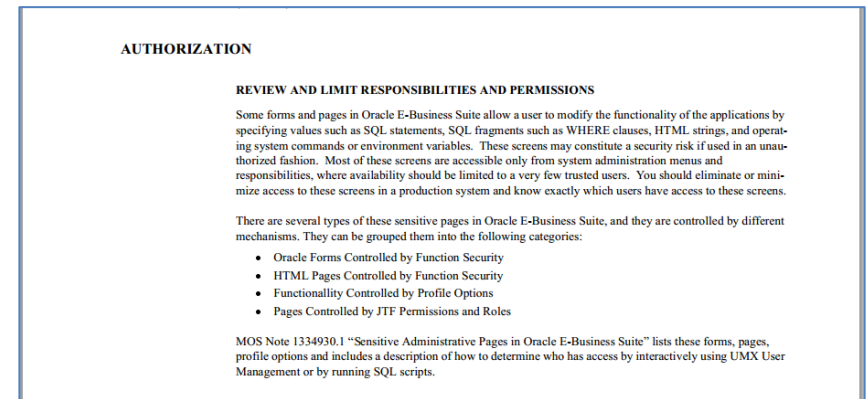 AUTHORIZATION
REVIEW AND LIMIT RESPONSIBILITIES AND PERMISSIONS
Some forms and pages in Oracle E-Business Suite allow a user to modify the functionality of the applications by
specifying values such as SQL statements, SQL fragments such as WHERE clauses, HTML strings, and operat-
ing system commands or environment variables. These screens may constitute a security risk if used in an unau-
thorized fashion. Most of these screens are accessible only from system administration menus and
responsibilities, where availability should be limited to a very few trusted users. You should eliminate or mini-
mize access to these screens in a production system and know exactly which users have access to these screens.
There are several types of these sensitive pages in Oracle E-Business Suite, and they are controlled by different
mechanisms. They can be grouped them into the following categories:
• Oracle Forms Controlled by Function Security
• HTML Pages Controlled by Function Security
• Functionallity Controlled by Profile Options
• Pages Controlled by JTF Permissions and Roles
MOS Note 1334930.1 “Sensitive Administrative Pages in Oracle E-Business Suite” lists these forms, pages,
profile options and includes a description of how to determine who has access by interactively using UMX User
Management or by running SQL scripts.